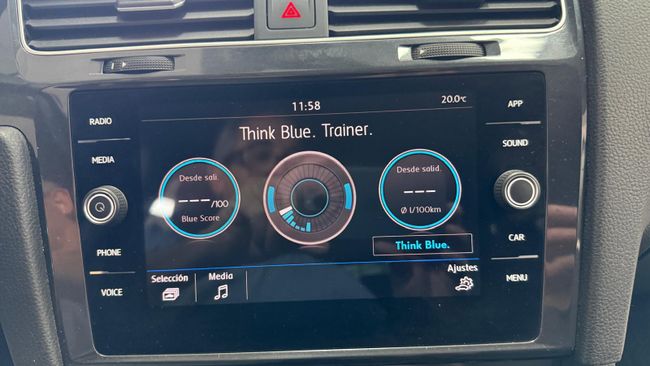 11:58
20.0°C
RADIO
APP
Think Blue. Trainer.
MEDIA
SOUND
Desde sali.
---/100
Blue Score
Desde salid.
---
Ø l/100km
PHONE
CAR
Think Blue.
VOICE
MENU
Selección
Media
Ajustes